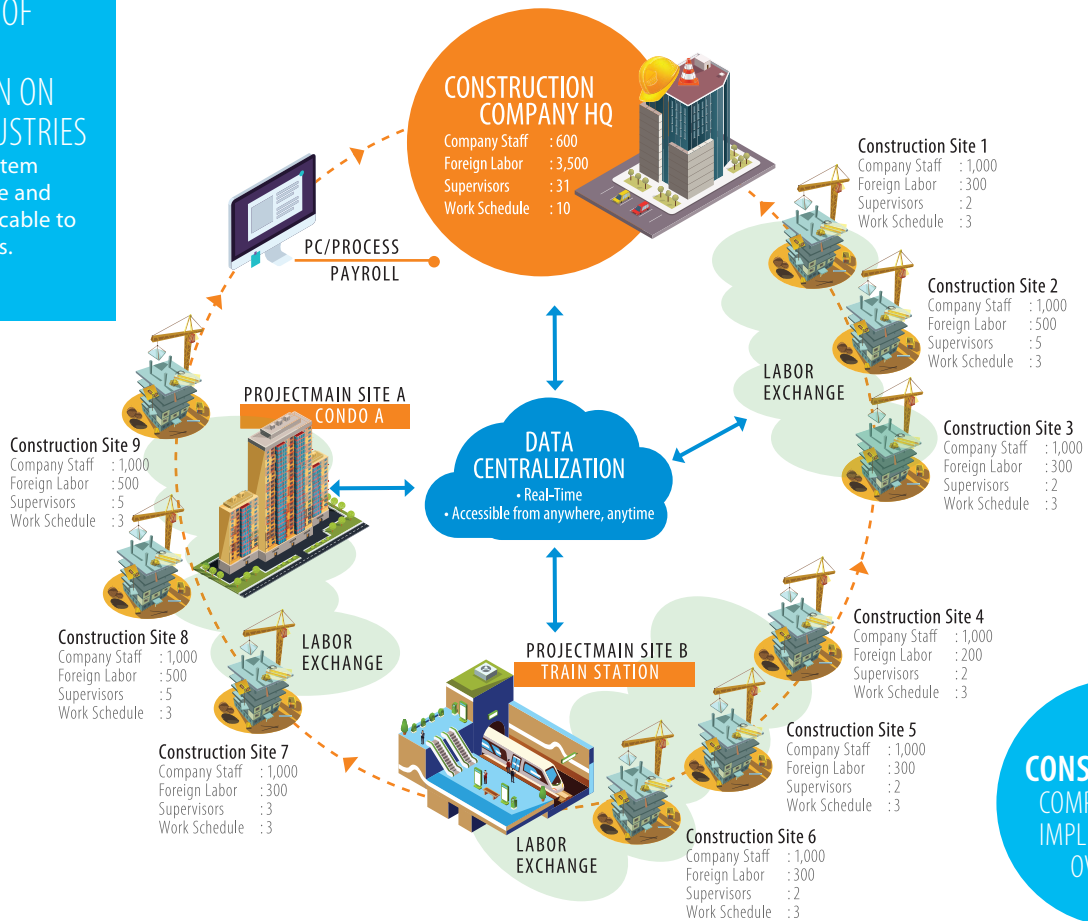 OF
N ON
USTRIES
tem
e and
cable to
s.
CONSTRUCTION
COMPANY HQ
Company Staff : 600
Foreign Labor : 3,500
Supervisors : 31
Work Schedule : 10
PC/PROCESS
PAYROLL
Construction Site 1
Company Staff : 1,000
Foreign Labor : 300
Supervisors : 2
Work Schedule : 3
Construction Site 2
Company Staff : 1,000
Foreign Labor : 500
Supervisors : 5
Work Schedule : 3
LABOR
EXCHANGE
Construction Site 3
Company Staff : 1,000
Foreign Labor : 300
Supervisors : 2
Work Schedule : 3
PROJECTMAIN SITE A
CONDO A
DATA
CENTRALIZATION
• Real-Time
• Accessible from anywhere, anytime
Construction Site 9
Company Staff : 1,000
Foreign Labor : 500
Supervisors : 5
Work Schedule : 3
Construction Site 8
Company Staff : 1,000
Foreign Labor : 500
Supervisors : 5
Work Schedule : 3
LABOR
EXCHANGE
PROJECTMAIN SITE B
TRAIN STATION
Construction Site 4
Company Staff : 1,000
Foreign Labor : 200
Supervisors : 2
Work Schedule : 3
Construction Site 7
Company Staff : 1,000
Foreign Labor : 300
Supervisors : 3
Work Schedule : 3
Construction Site 5
Company Staff : 1,000
Foreign Labor : 300
Supervisors : 2
Work Schedule : 3
LABOR
EXCHANGE
Construction Site 6
Company Staff : 1,000
Foreign Labor : 300
Supervisors : 2
Work Schedule : 3
CONS
COMP
IMPL
OV